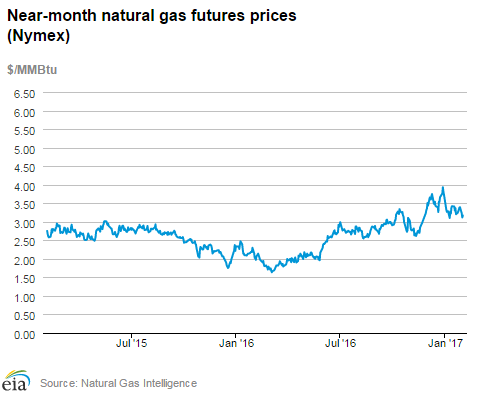 Near-month natural gas futures prices
(Nymex)
$/MMBtu
6.50
6.00
5.50
5.00
4.50
4.00
3.50
3.00
2.50
2.00
1.50
1.00
0.50
0.00
Jul '15
Jan '16
Jul '16
Jan '17
eia
Source: Natural Gas Intelligence